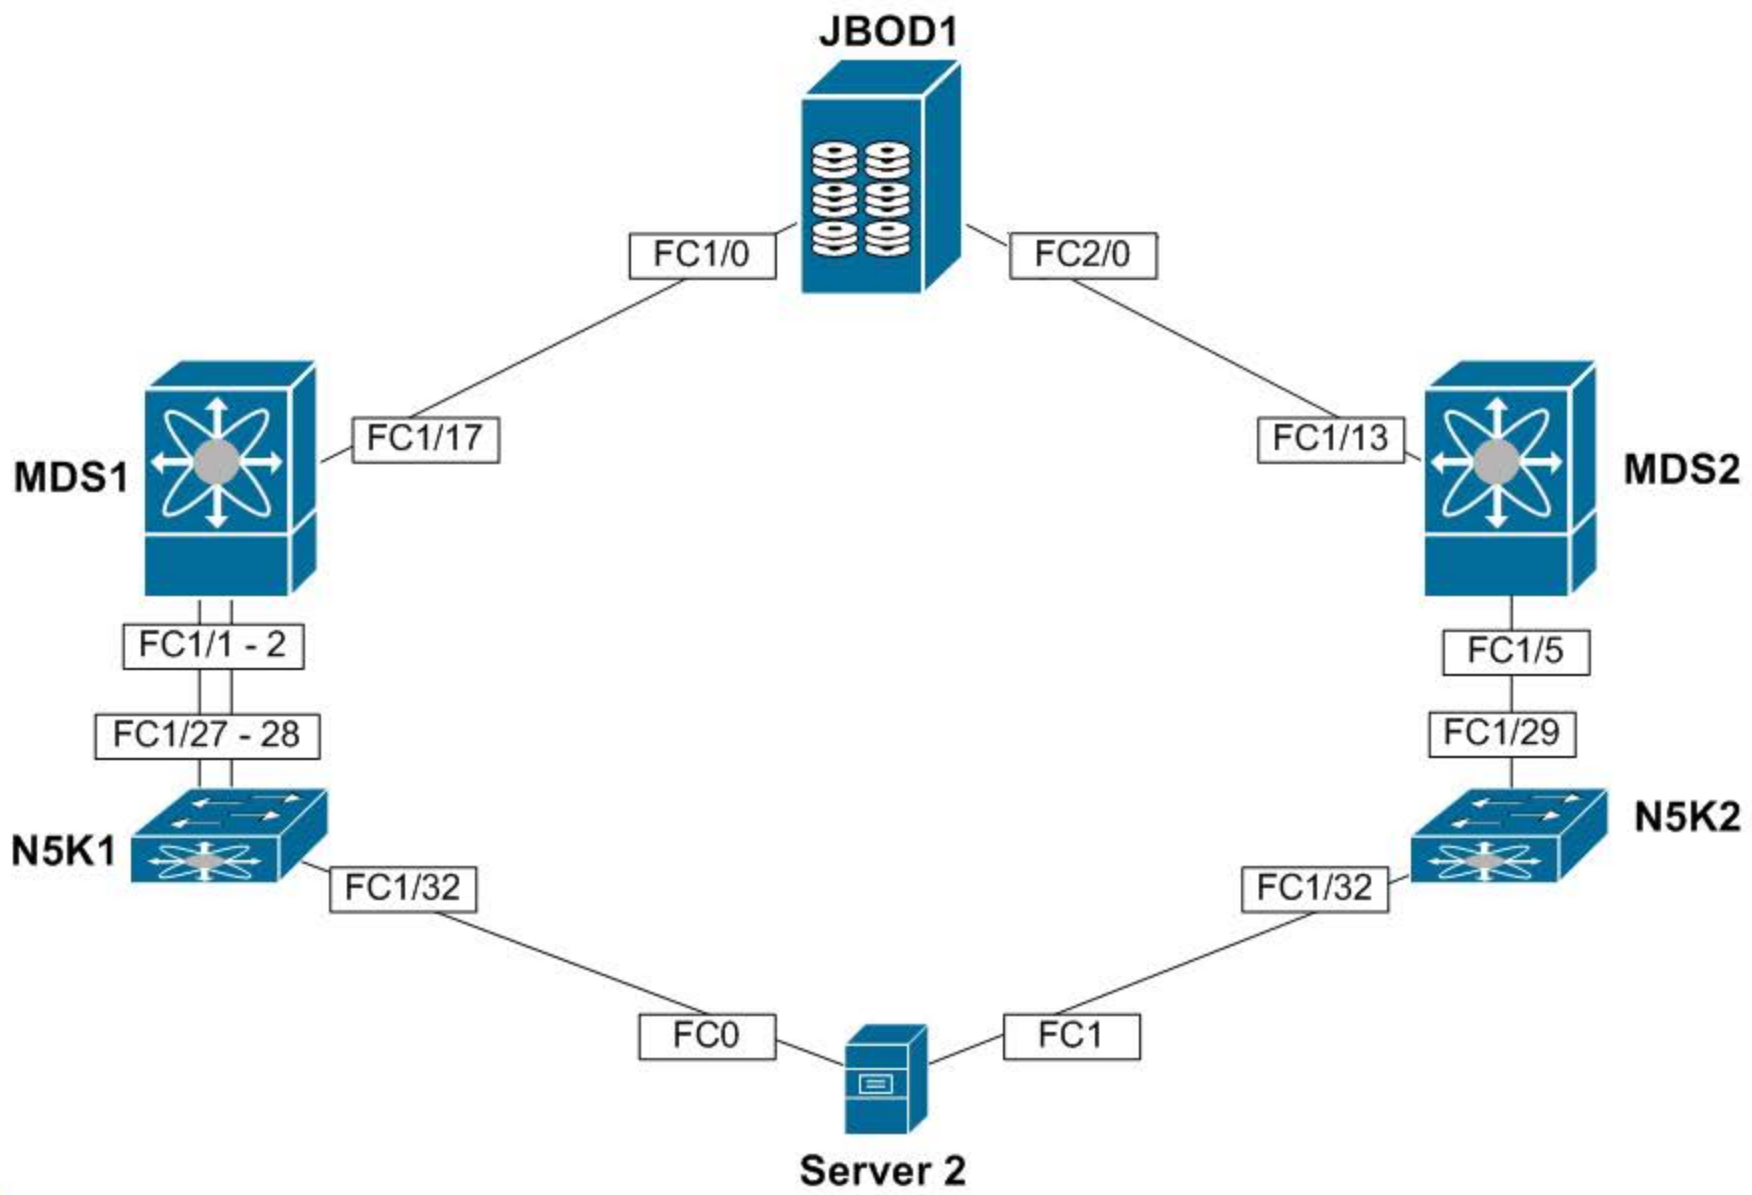 JBOD1
FC1/0
FC2/0
FC1/17
FC1/13
MDS1
MDS2
FC1/1 - 2
FC1/5
FC1/27 - 28
FC1/29
N5K1
N5K2
FC1/32
FC1/32
FC0
FC1
Server 2